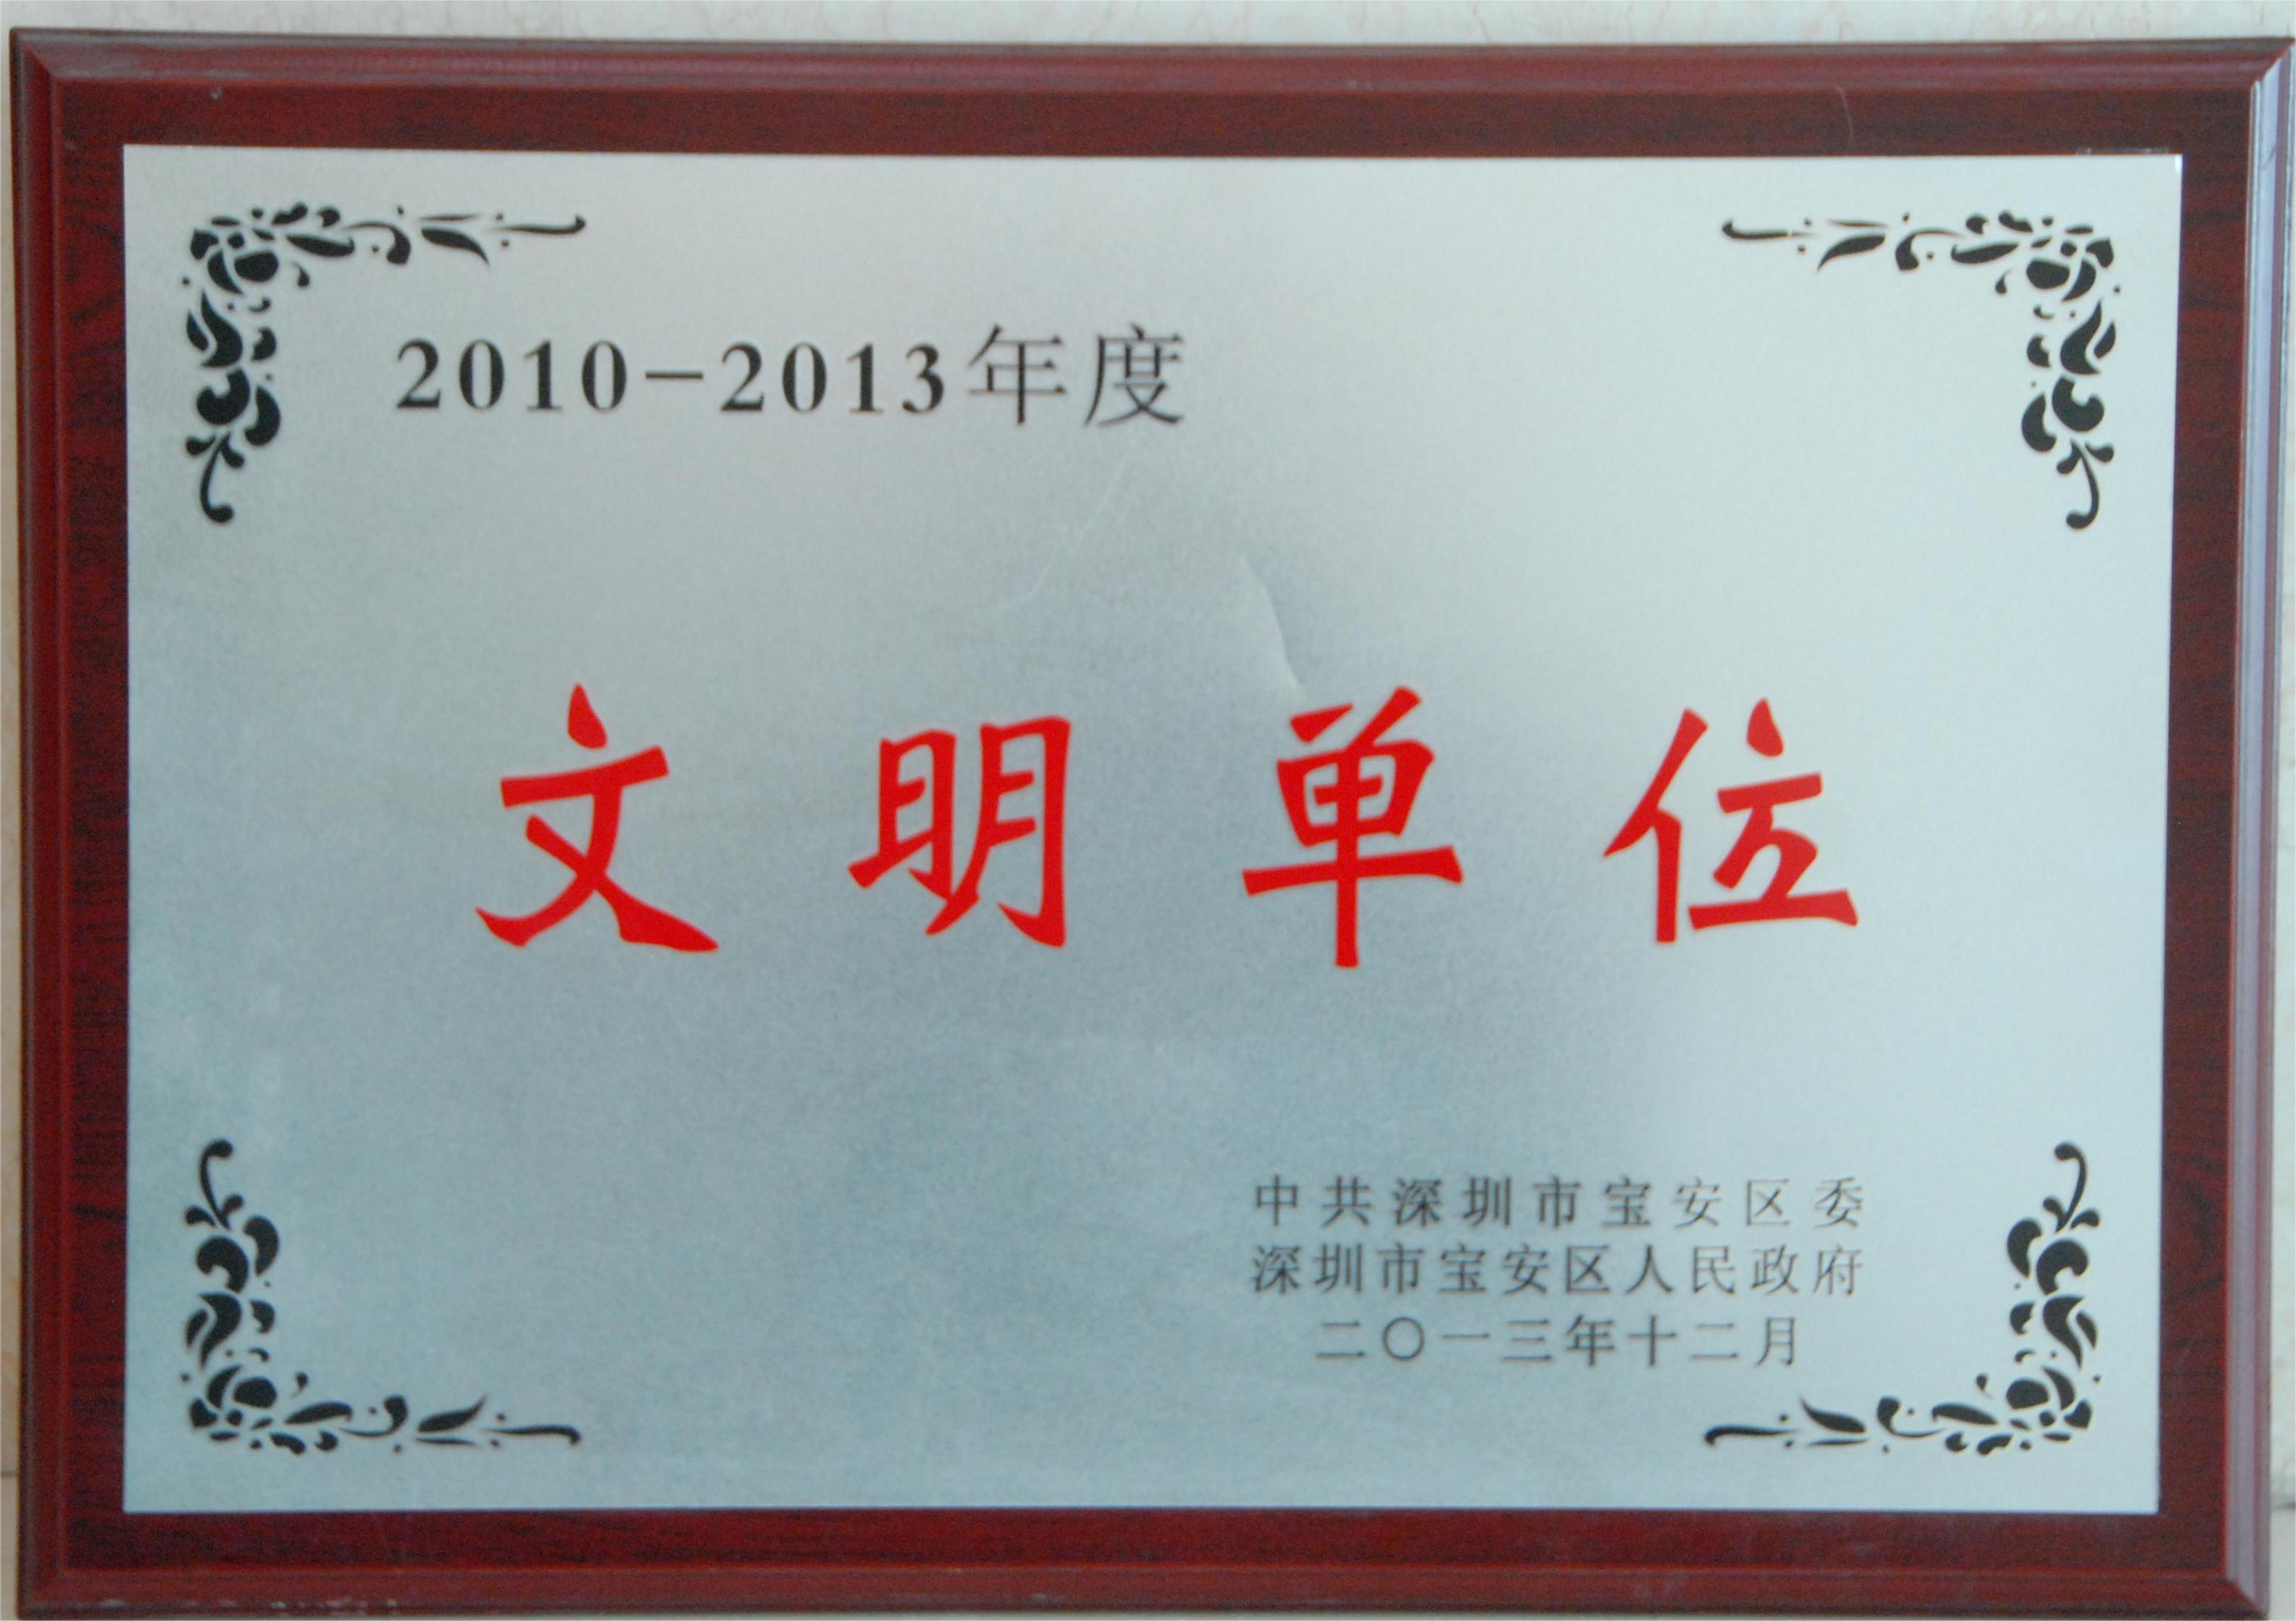 2010-2013年度
文明单位
中共深圳市宝安区委
深圳市宝安区人民政府
二〇一三年十二月